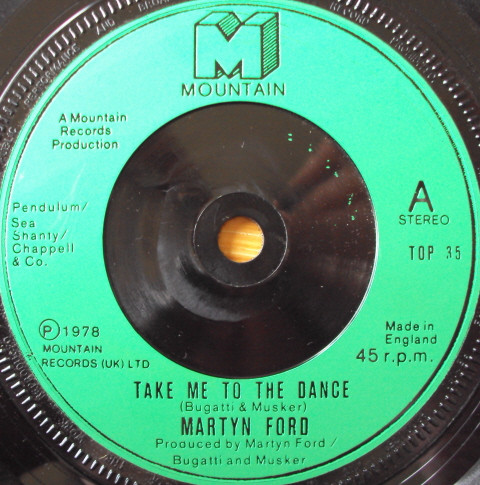 M
MOUNTAIN
A Mountain
Records
Production
Pendulum/
Sea
Shanty/
Chappell
& Co.
A
STEREO
TOP 35
Ⓟ1978
MOUNTAIN
RECORDS (UK) LTD
Made in
England
45 r.p.m.
TAKE ME TO THE DANCE
(Bugatti & Musker)
MARTYN FORD
Produced by Martyn Ford/
Bugatti and Musker